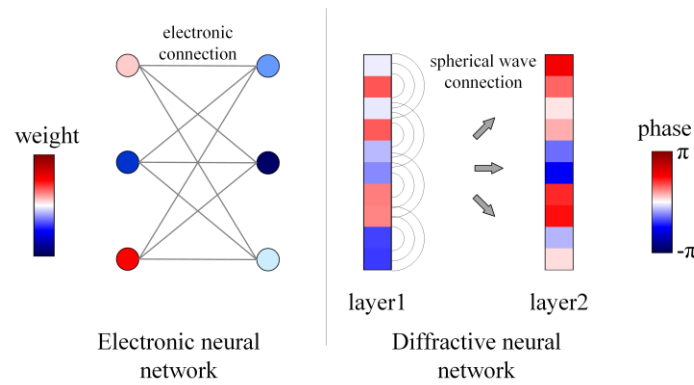 electronic
connection
weight
Electronic neural
network
spherical wave
connection
phase
π
-π
layer1
layer2
Diffractive neural
network